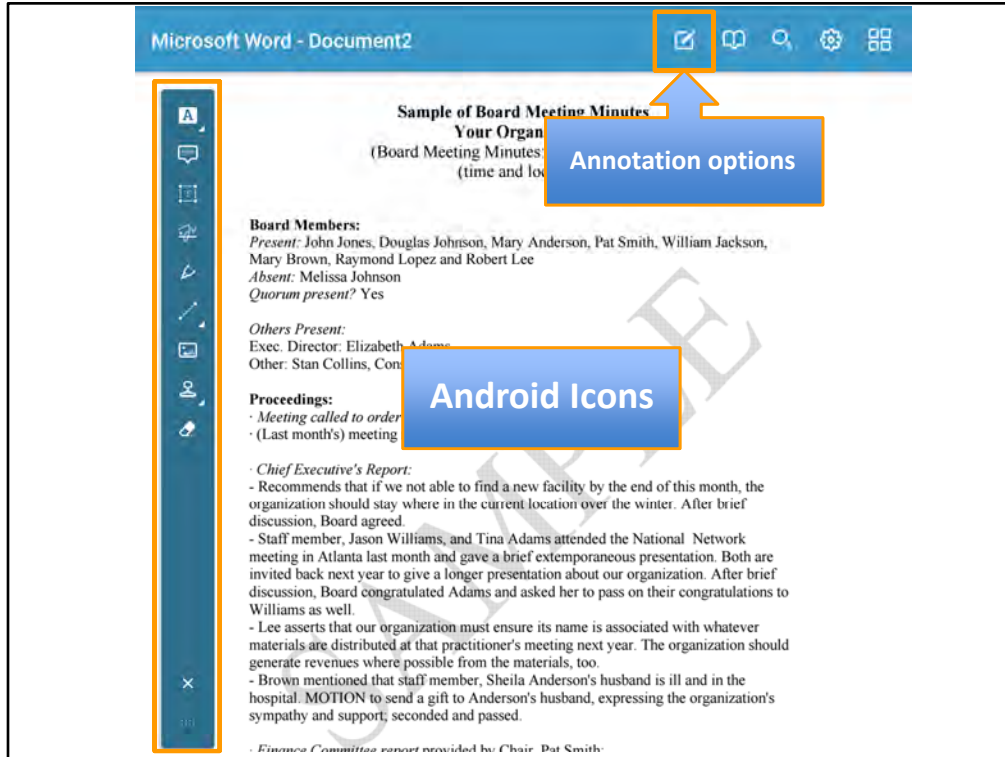 Microsoft Word - Document2
A
Sample of Board Meeting Minutes
Your Organ
(Board Meeting Minutes:
(time and loc
Annotation options
Board Members:
Present: John Jones, Douglas Johnson, Mary Anderson, Pat Smith, William Jackson,
Mary Brown, Raymond Lopez and Robert Lee
Absent: Melissa Johnson
Quorum present? Yes
Others Present:
Exec. Director: Elizabeth Adams
Other: Stan Collins, Cons
Android Icons
Proceedings:
· Meeting called to order
· (Last month's) meeting
· Chief Executive's Report:
- Recommends that if we not able to find a new facility by the end of this month, the
organization should stay where in the current location over the winter. After brief
discussion, Board agreed.
- Staff member, Jason Williams, and Tina Adams attended the National Network
meeting in Atlanta last month and gave a brief extemporaneous presentation. Both are
invited back next year to give a longer presentation about our organization. After brief
discussion, Board congratulated Adams and asked her to pass on their congratulations to
Williams as well.
- Lee asserts that our organization must ensure its name is associated with whatever
materials are distributed at that practitioner's meeting next year. The organization should
generate revenues where possible from the materials, too.
- Brown mentioned that staff member, Sheila Anderson's husband is ill and in the
hospital. MOTION to send a gift to Anderson's husband, expressing the organization's
sympathy and support; seconded and passed.
· Finance Committee report provided by Chair, Pat Smith:
SAMPLE